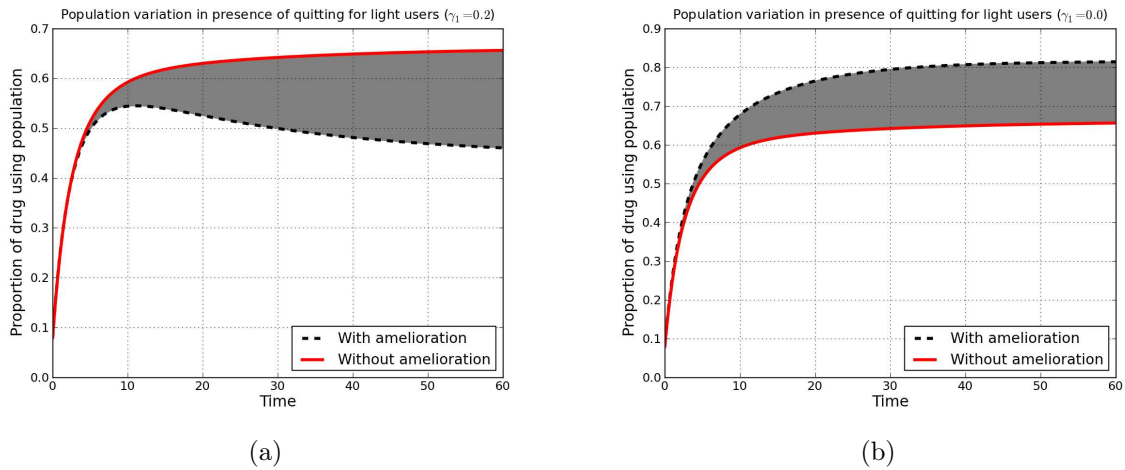 Population variation in presence of quitting for light users (γ₁=0.2)
Proportion of drug using population
0.7
0.6
0.5
0.4
0.3
0.2
0.1
0.0
With amelioration
Without amelioration
0 10 20 30 40 50 60
Time
(a)
Population variation in presence of quitting for light users (γ₁=0.0)
Proportion of drug using population
0.9
0.8
0.7
0.6
0.5
0.4
0.3
0.2
0.1
0.0
With amelioration
Without amelioration
0 10 20 30 40 50 60
Time
(b)